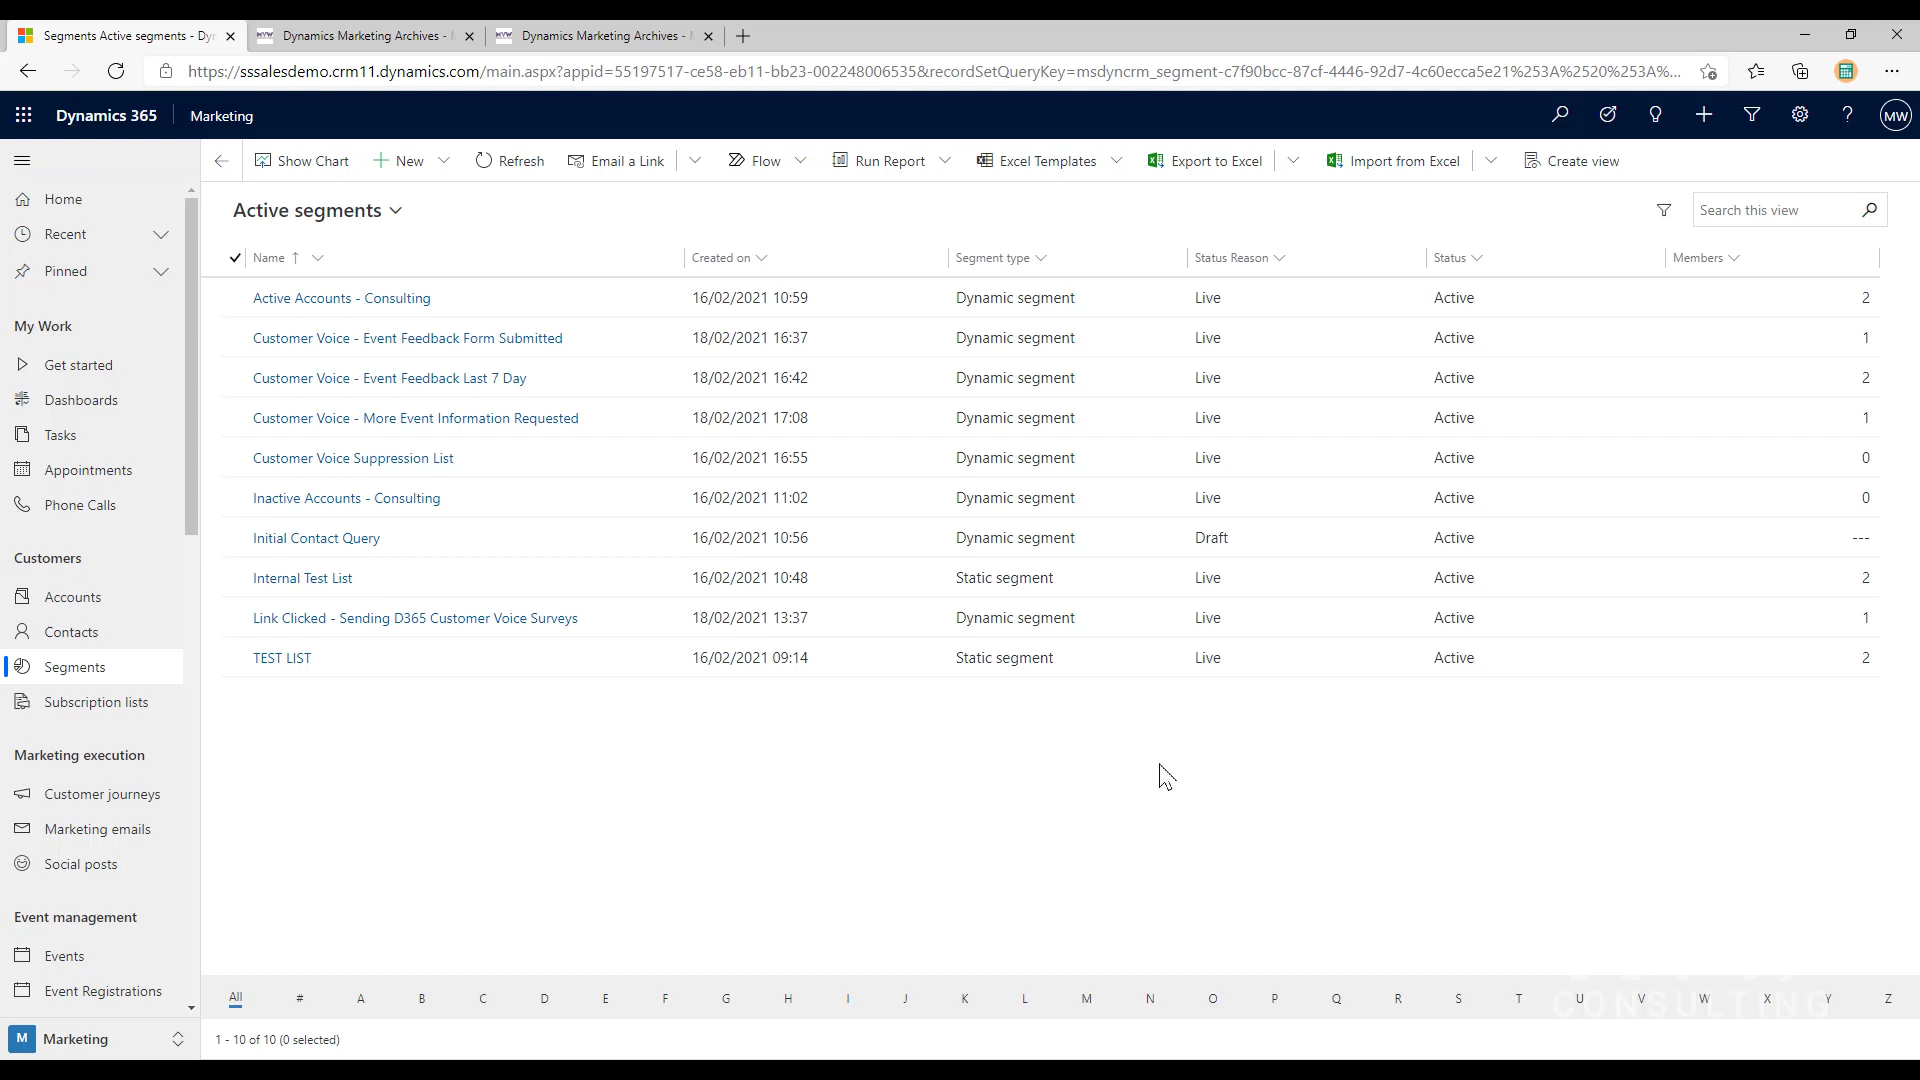 Segments Active segments - Dyn
Dynamics Marketing Archives -
Dynamics Marketing Archives -
https://sssalesdemo.crm11.dynamics.com/main.aspx?appid=55197517-ce58-eb11-bb23-002248006535&recordSetQueryKey=msdyncrm_segment-c7f90bcc-87cf-4446-92d7-4c60ecca5e21%253A%2520%253A%...
Dynamics 365 Marketing
MW
Show Chart New Refresh Email a Link Flow Run Report Excel Templates Export to Excel Import from Excel Create view
Home
Recent
Pinned
My Work
Get started
Dashboards
Tasks
Appointments
Phone Calls
Customers
Accounts
Contacts
Segments
Subscription lists
Marketing execution
Customer journeys
Marketing emails
Social posts
Event management
Events
Event Registrations
M Marketing
Active segments
Search this view
Name Created on Segment type Status Reason Status Members
Active Accounts - Consulting 16/02/2021 10:59 Dynamic segment Live Active 2
Customer Voice - Event Feedback Form Submitted 18/02/2021 16:37 Dynamic segment Live Active 1
Customer Voice - Event Feedback Last 7 Day 18/02/2021 16:42 Dynamic segment Live Active 2
Customer Voice - More Event Information Requested 18/02/2021 17:08 Dynamic segment Live Active 1
Customer Voice Suppression List 16/02/2021 16:55 Dynamic segment Live Active 0
Inactive Accounts - Consulting 16/02/2021 11:02 Dynamic segment Live Active 0
Initial Contact Query 16/02/2021 10:56 Dynamic segment Draft Active ---
Internal Test List 16/02/2021 10:48 Static segment Live Active 2
Link Clicked - Sending D365 Customer Voice Surveys 18/02/2021 13:37 Dynamic segment Live Active 1
TEST LIST 16/02/2021 09:14 Static segment Live Active 2
All # A B C D E F G H I J K L M N O P Q R S T U V W X Y Z
CONSULTING
1 - 10 of 10 (0 selected)